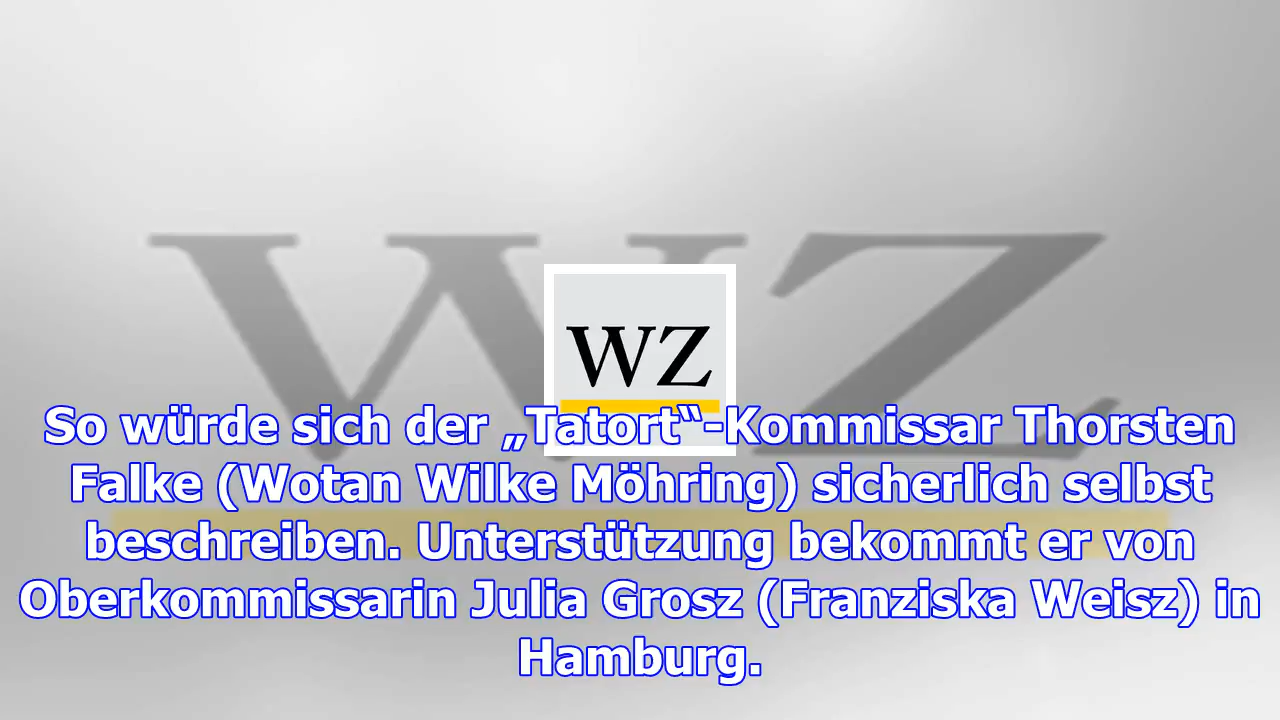 WZ
WZ
So würde sich der „Tatort“-Kommissar Thorsten
Falke (Wotan Wilke Möhring) sicherlich selbst
beschreiben. Unterstützung bekommt er von
Oberkommissarin Julia Grosz (Franziska Weisz) in
Hamburg.